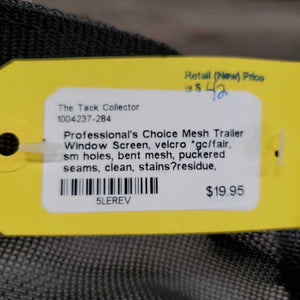 Retail (New) Price
is $ 42
The Tack Collector
1004237-284
Professional's Choice Mesh Trailer
Window Screen, velcro *gc/fair,
sm holes, bent mesh, puckered
seams, clean, stains?residue,
$19.95
5LEREV